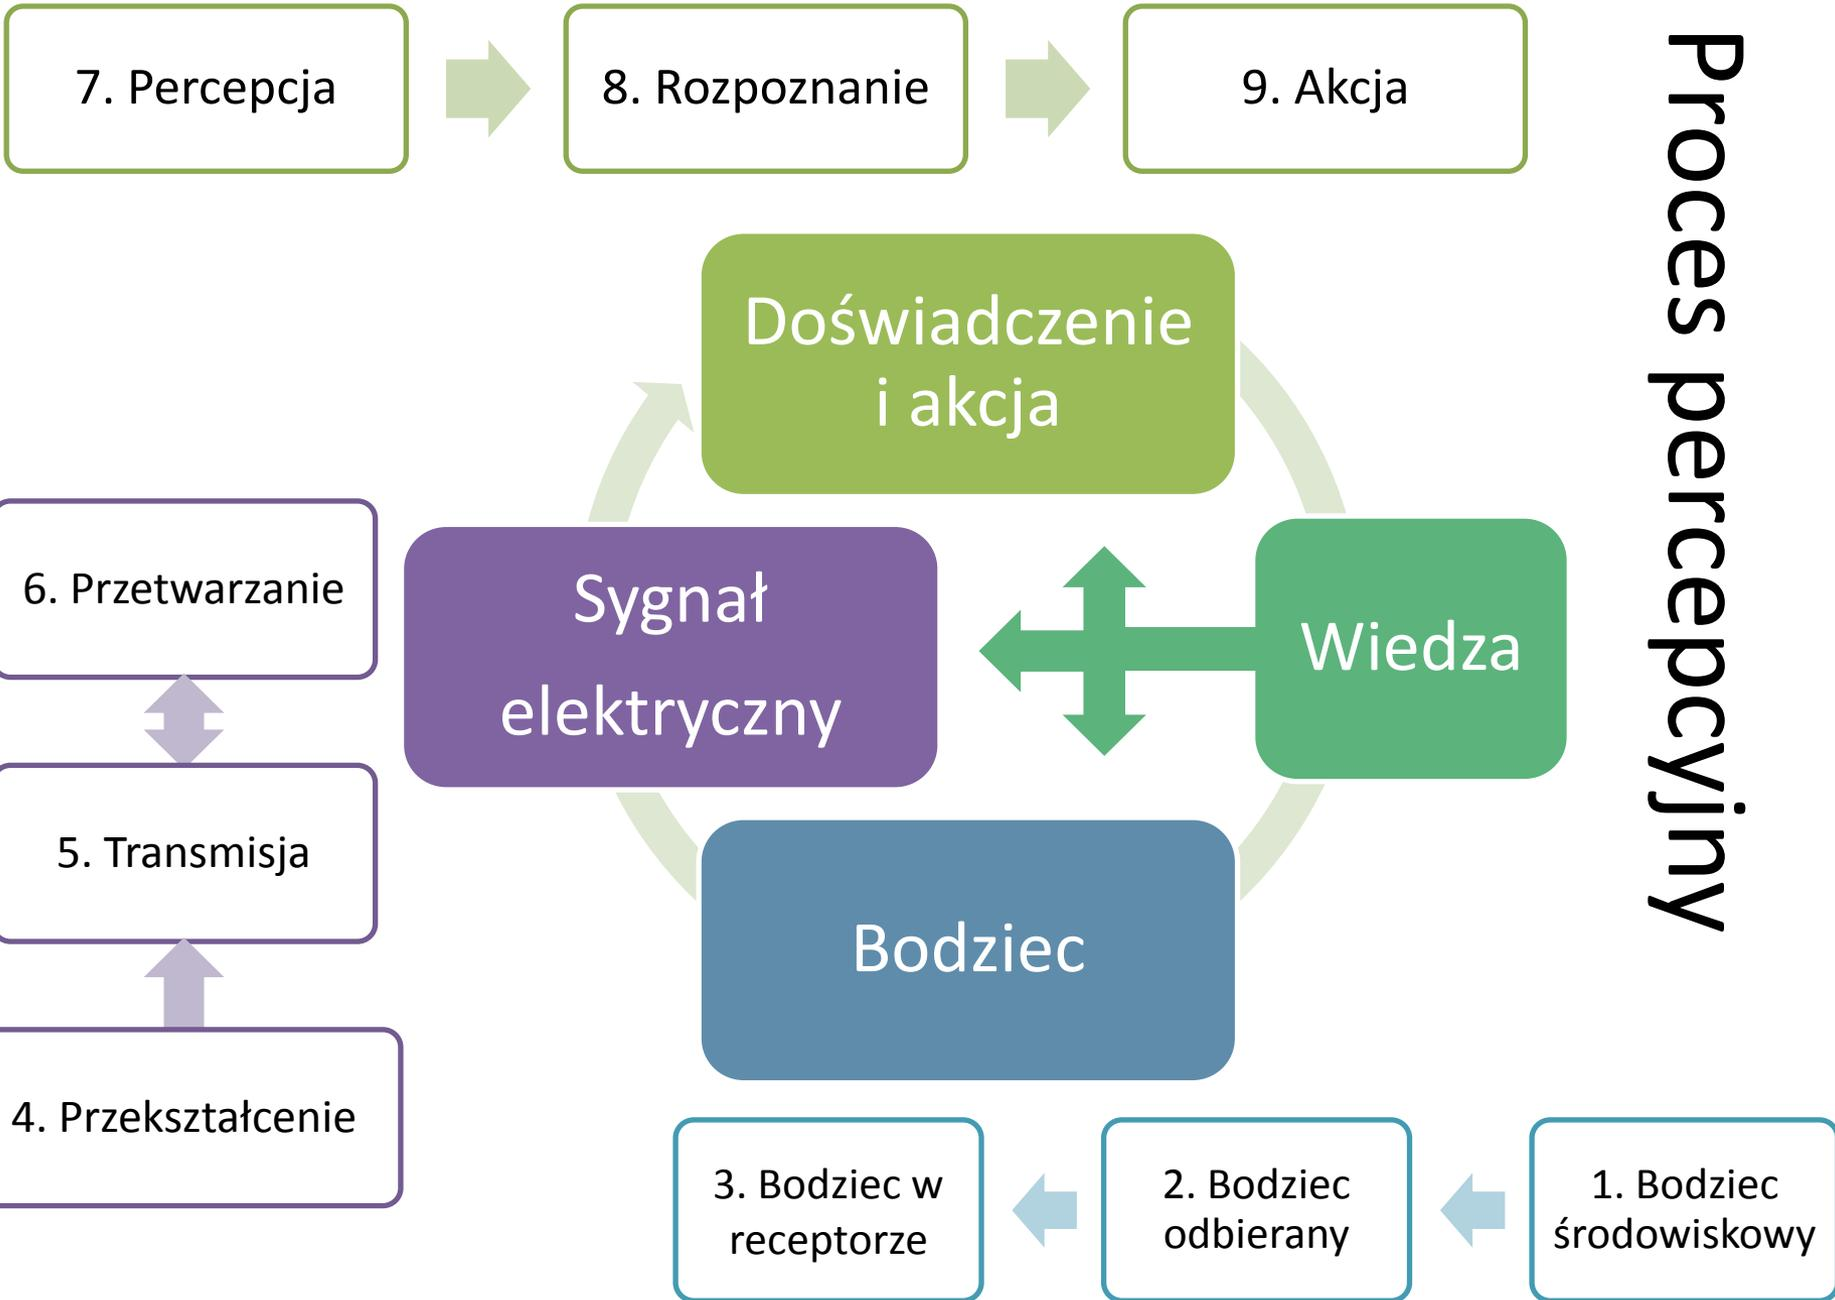 7. Percepcja
8. Rozpoznanie
9. Akcja
Proces percepcyjny
Doświadczenie
i akcja
6. Przetwarzanie
Sygnał
elektryczny
Wiedza
5. Transmisja
Bodziec
4. Przekształcenie
3. Bodziec w
receptorze
2. Bodziec
odbierany
1. Bodziec
środowiskowy